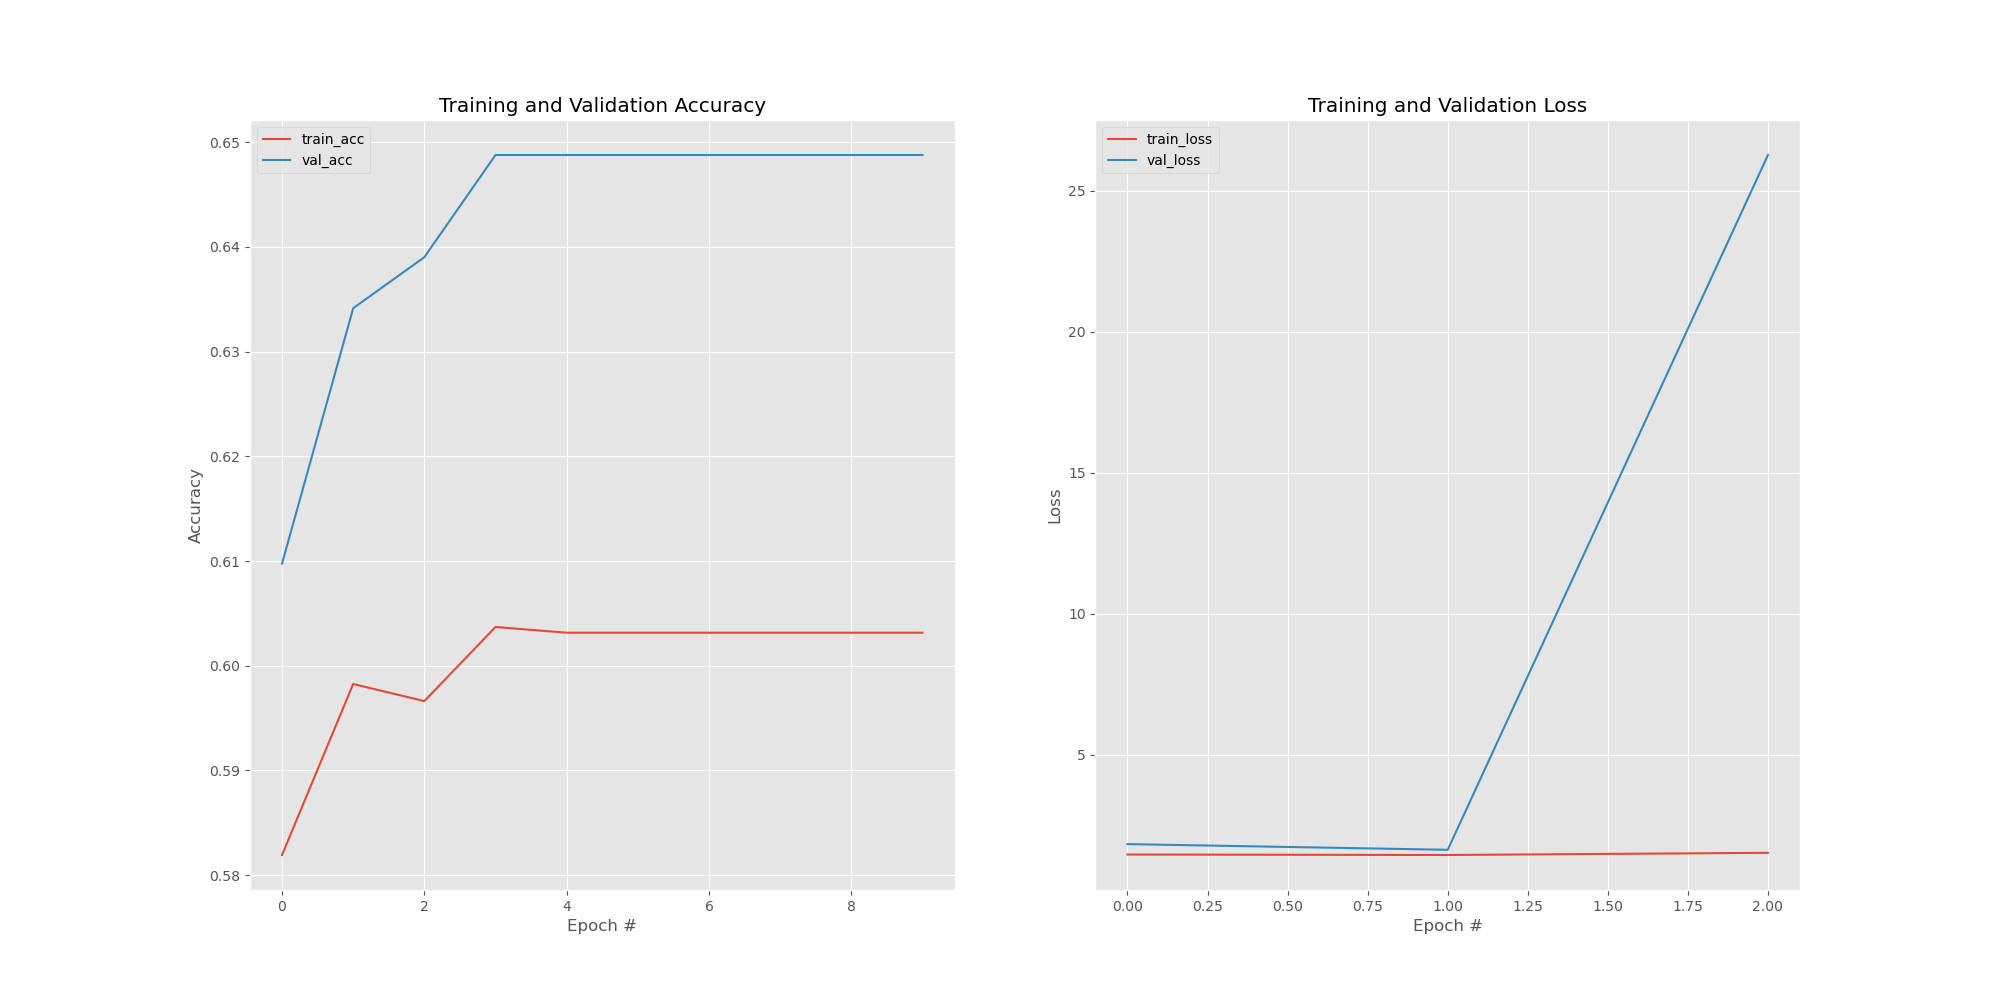 Training and Validation Accuracy
train_acc
val_acc
0.65
0.64
0.63
0.62
0.61
0.60
0.59
0.58
Accuracy
0 2 4 6 8
Epoch #
Training and Validation Loss
train_loss
val_loss
25
20
15
10
5
Loss
0.00 0.25 0.50 0.75 1.00 1.25 1.50 1.75 2.00
Epoch #